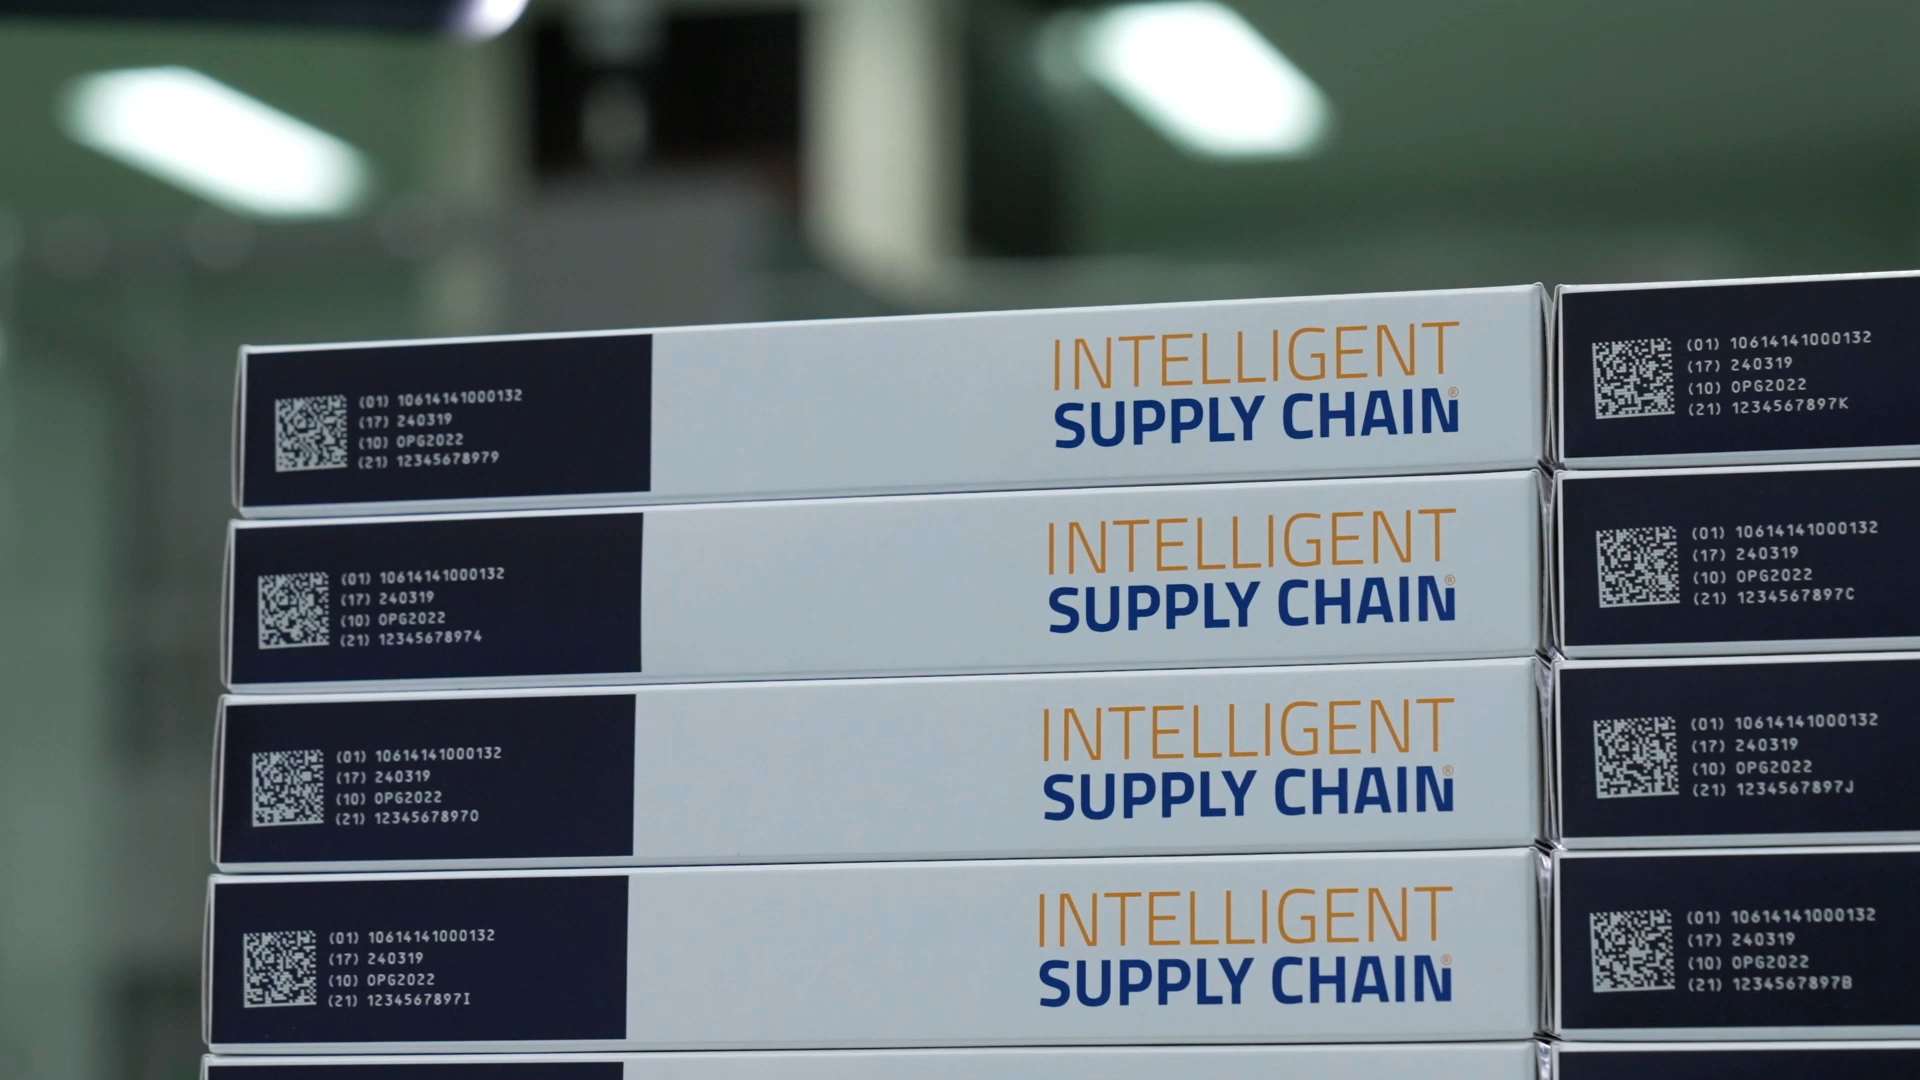 (01) 10614141000132
(17) 240319
(10) OPG2022
(21) 12345678979
INTELLIGENT
SUPPLY CHAIN®
(01) 10614141000132
(17) 240319
(10) OPG2022
(21) 1234567897K
(01) 10614141000132
(17) 240319
(10) OPG2022
(21) 12345678974
INTELLIGENT
SUPPLY CHAIN®
(01) 10614141000132
(17) 240319
(10) OPG2022
(21) 1234567897C
(01) 10614141000132
(17) 240319
(10) OPG2022
(21) 12345678970
INTELLIGENT
SUPPLY CHAIN®
(01) 10614141000132
(17) 240319
(10) OPG2022
(21) 1234567897J
(01) 10614141000132
(17) 240319
(10) OPG2022
(21) 1234567897I
INTELLIGENT
SUPPLY CHAIN®
(01) 10614141000132
(17) 240319
(10) OPG2022
(21) 1234567897B